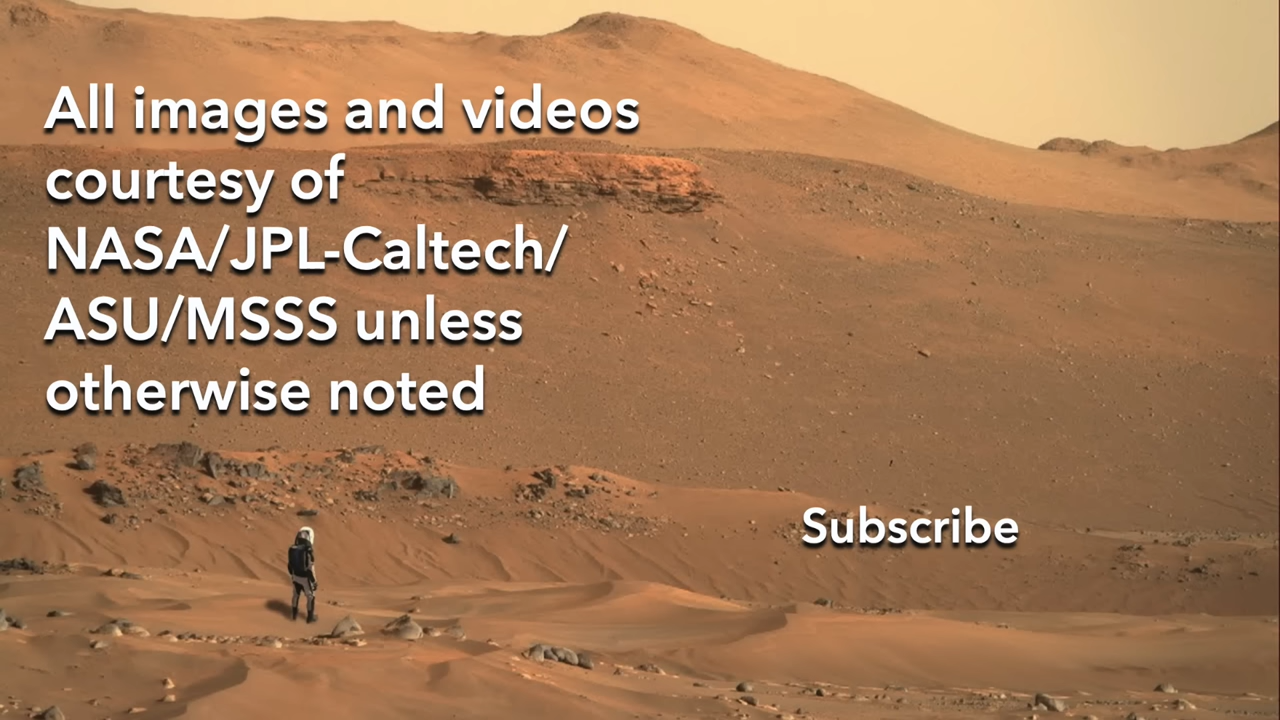 All images and videos
courtesy of
NASA/JPL-Caltech/
ASU/MSSS unless
otherwise noted
Subscribe